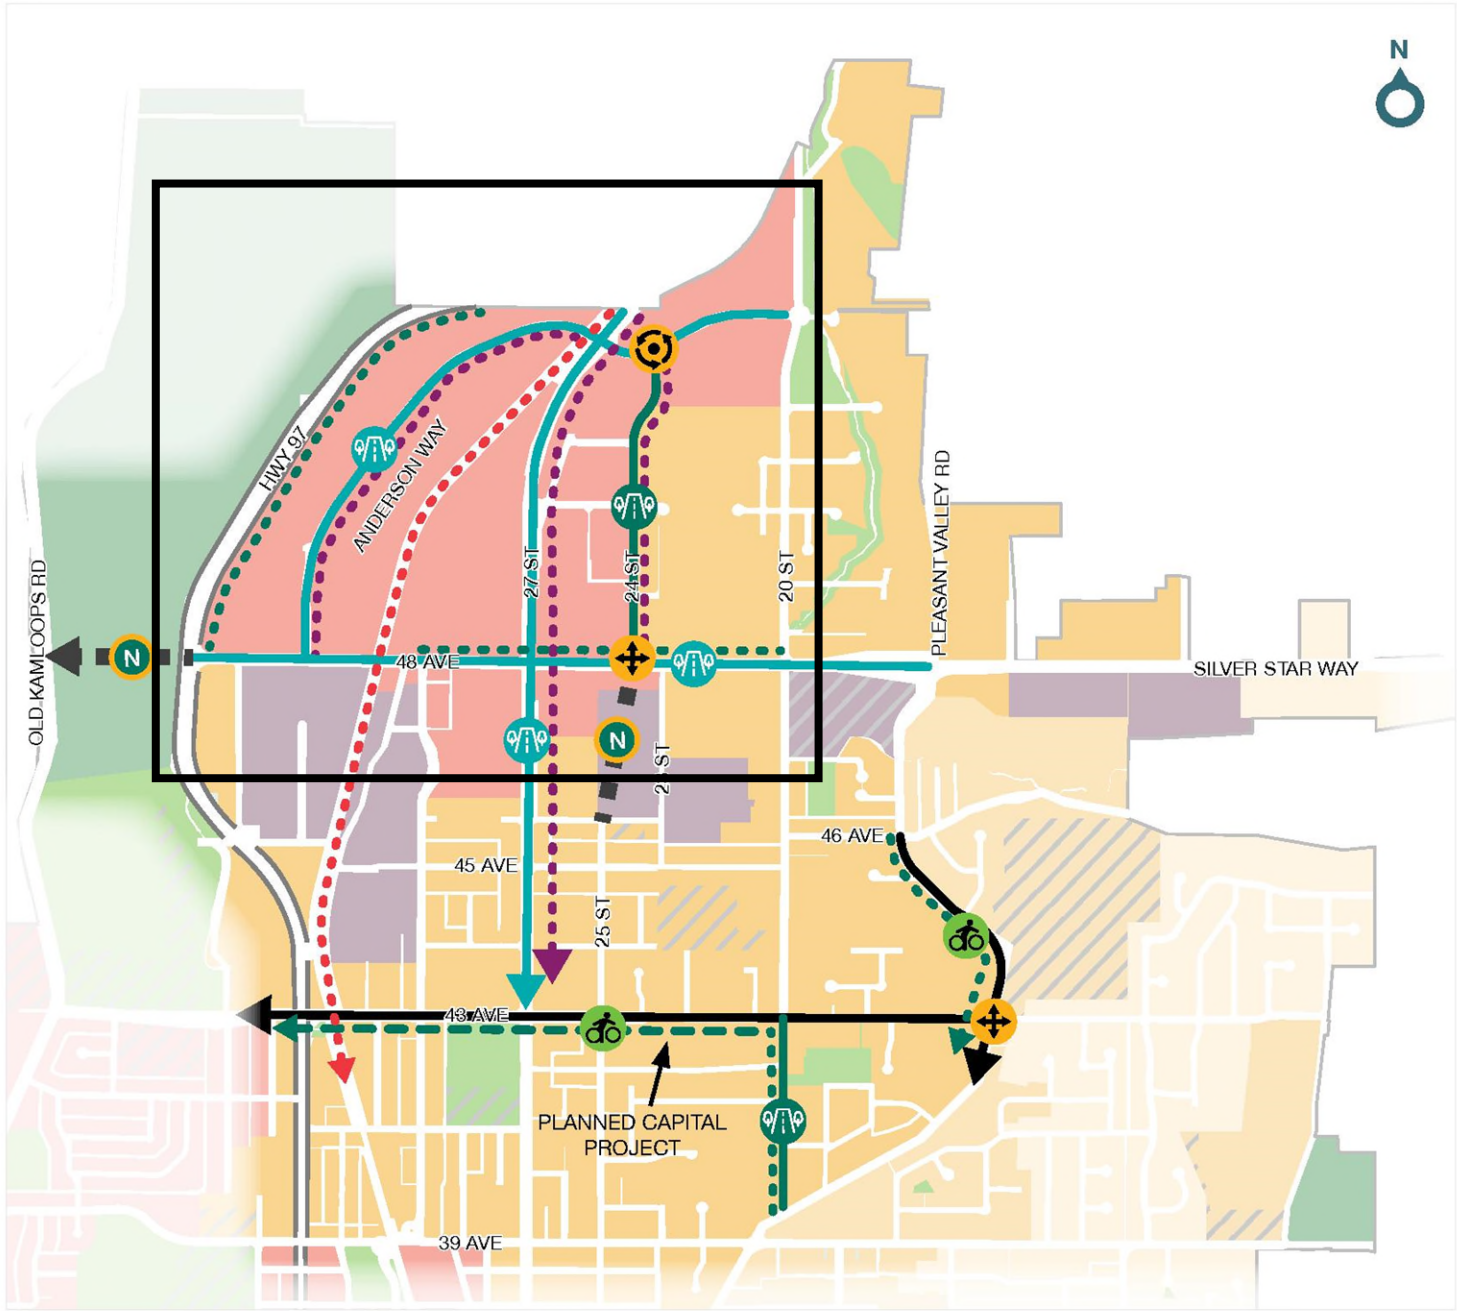 N
HWY 97
ANDERSON WAY
PLEASANT VALLEY RD
27 ST
24 ST
20 ST
OLD KAMLOOPS RD
N
48 AVE
SILVER STAR WAY
N
46 AVE
45 AVE
25 ST
43 AVE
PLANNED CAPITAL
PROJECT
39 AVE